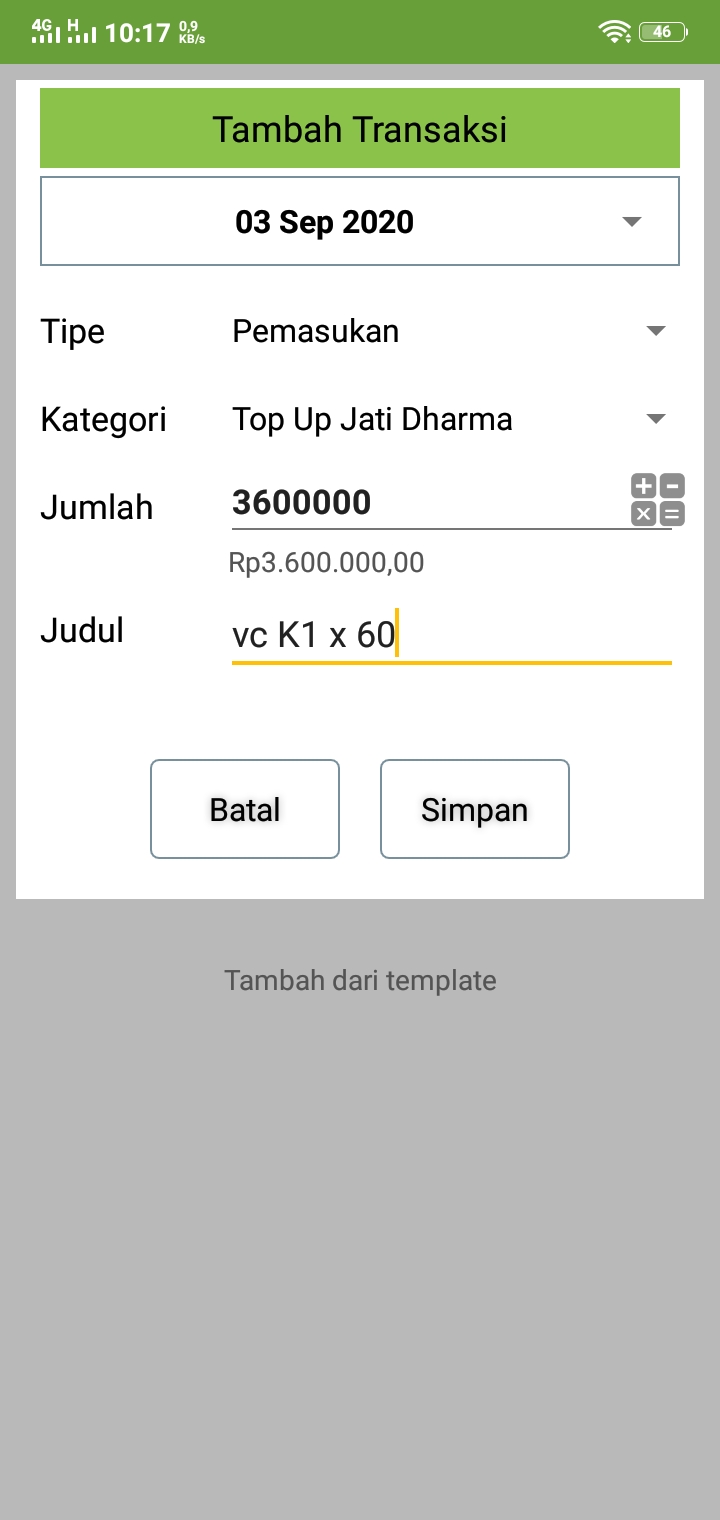 4G H 10:17 0,9 KB/s 46
Tambah Transaksi
03 Sep 2020
Tipe Pemasukan
Kategori Top Up Jati Dharma
Jumlah 3600000
Rp3.600.000,00
Judul vc K1 x 60
Batal Simpan
Tambah dari template